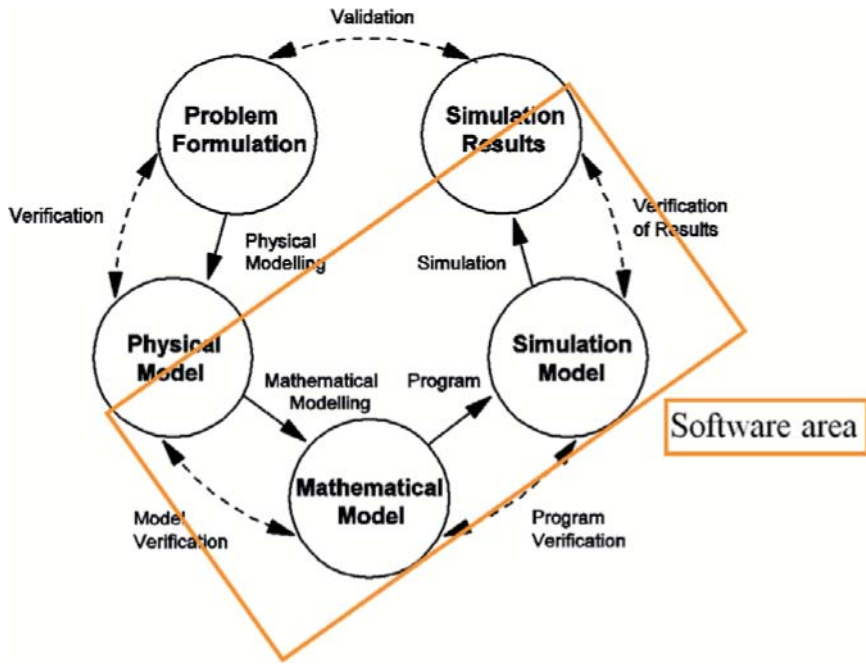 Validation
Problem
Formulation
Simulation
Results
Verification
Verification
of Results
Physical
Modelling
Simulation
Physical
Model
Simulation
Model
Mathematical
Modelling
Program
Software area
Mathematical
Model
Model
Verification
Program
Verification